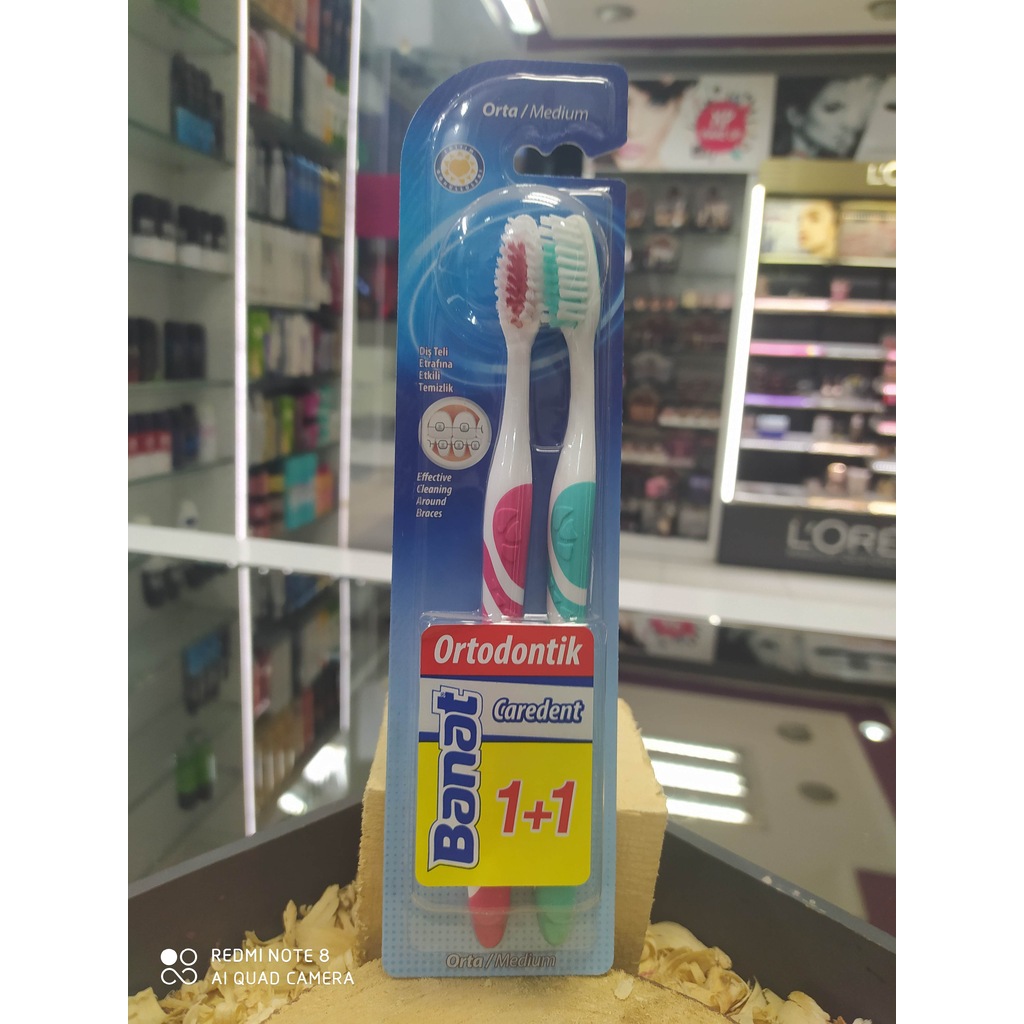 Orta / Medium
Diş Teli
Etrafına
Etkili
Temizlik
Effective
Cleaning
Around
Braces
Ortodontik
Banat
Caredent
1+1
Orta / Medium
L'ORÉ
REDMI NOTE 8
AI QUAD CAMERA